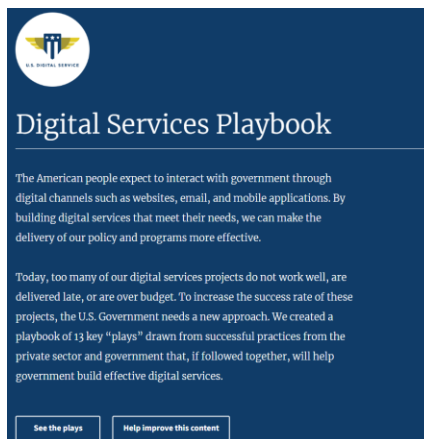 U.S. DIGITAL SERVICE
Digital Services Playbook
The American people expect to interact with government through
digital channels such as websites, email, and mobile applications. By
building digital services that meet their needs, we can make the
delivery of our policy and programs more effective.
Today, too many of our digital services projects do not work well, are
delivered late, or are over budget. To increase the success rate of these
projects, the U.S. Government needs a new approach. We created a
playbook of 13 key “plays” drawn from successful practices from the
private sector and government that, if followed together, will help
government build effective digital services.
See the plays
Help improve this content